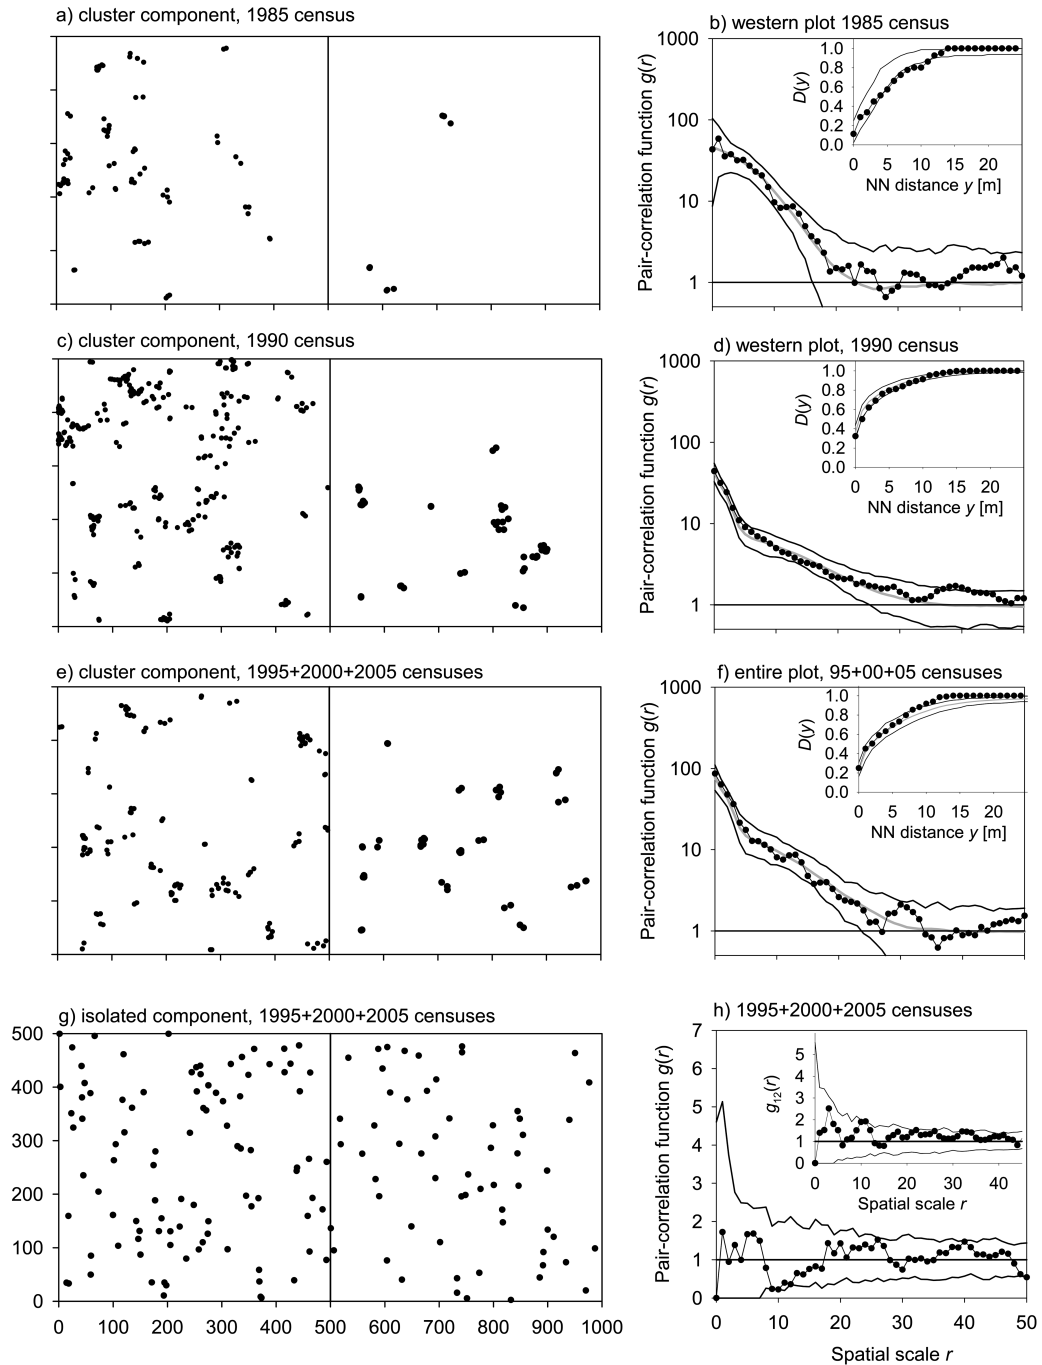 a) cluster component, 1985 census
b) western plot 1985 census
1000
100
10
1
Pair-correlation function g(r)
1.0
0.8
0.6
0.4
0.2
0.0
D(y)
0 5 10 15 20
NN distance y [m]
c) cluster component, 1990 census
d) western plot, 1990 census
1000
100
10
1
Pair-correlation function g(r)
1.0
0.8
0.6
0.4
0.2
0.0
D(y)
0 5 10 15 20
NN distance y [m]
e) cluster component, 1995+2000+2005 censuses
f) entire plot, 95+00+05 censuses
1000
100
10
1
Pair-correlation function g(r)
1.0
0.8
0.6
0.4
0.2
0.0
D(y)
0 5 10 15 20
NN distance y [m]
g) isolated component, 1995+2000+2005 censuses
500
400
300
200
100
0
0 100 200 300 400 500 600 700 800 900 1000
h) 1995+2000+2005 censuses
7
6
5
4
3
2
1
0
Pair-correlation function g(r)
5
4
3
2
1
0
g12(r)
0 10 20 30 40
Spatial scale r
0 10 20 30 40 50
Spatial scale r